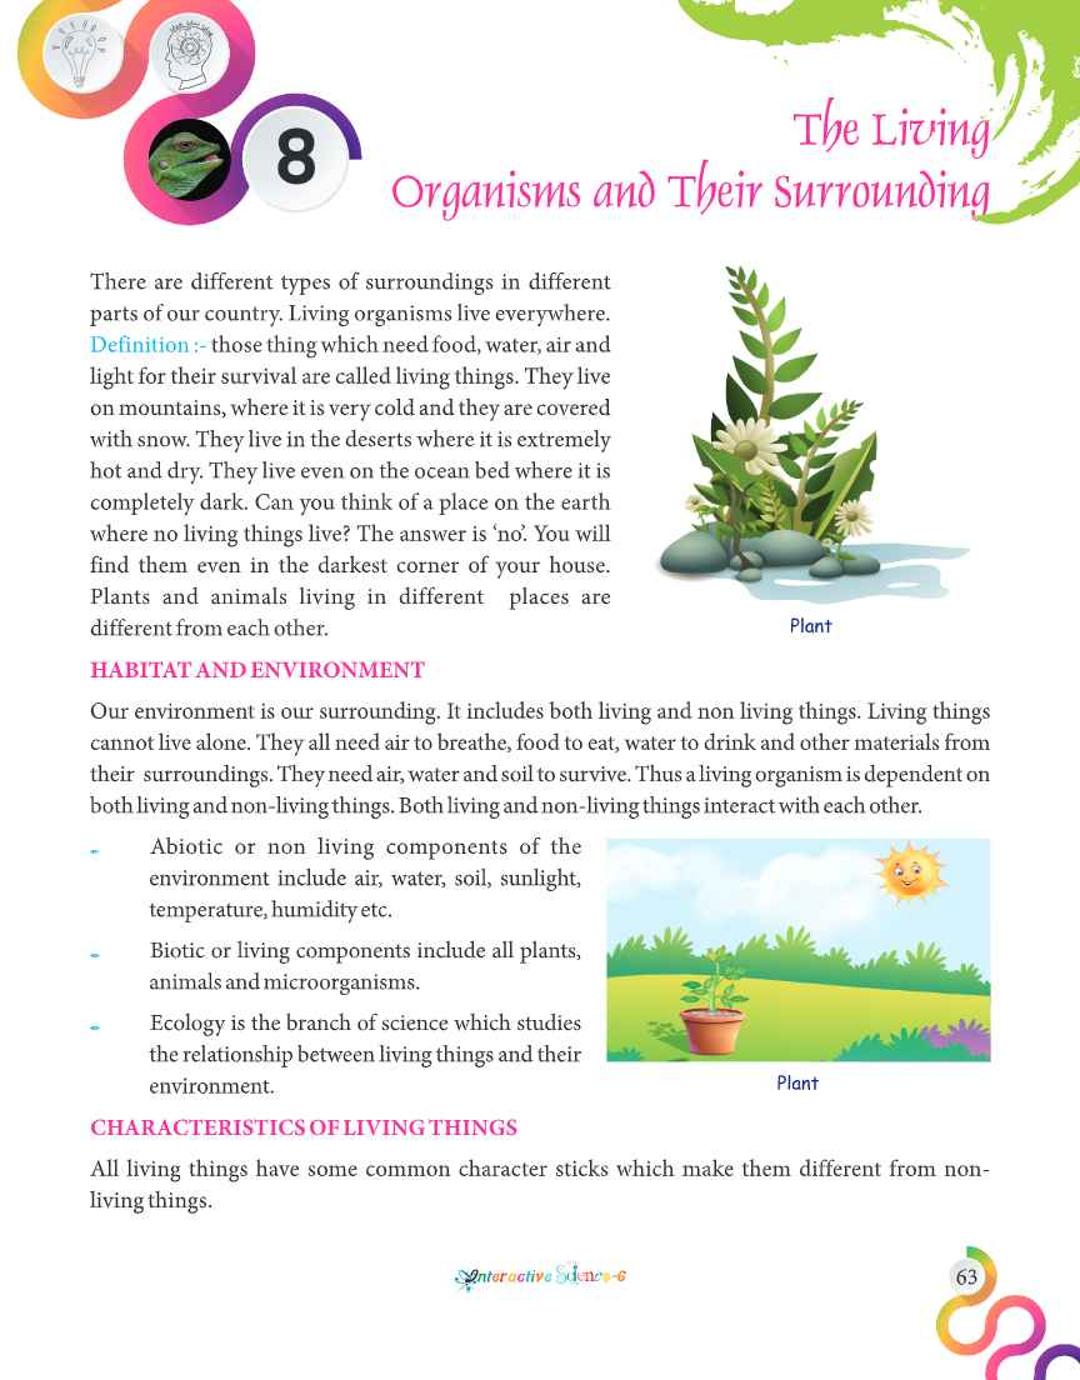 8
The Living
Organisms and Their Surrounding
There are different types of surroundings in different
parts of our country. Living organisms live everywhere.
Definition :- those thing which need food, water, air and
light for their survival are called living things. They live
on mountains, where it is very cold and they are covered
with snow. They live in the deserts where it is extremely
hot and dry. They live even on the ocean bed where it is
completely dark. Can you think of a place on the earth
where no living things live? The answer is ‘no’. You will
find them even in the darkest corner of your house.
Plants and animals living in different places are
different from each other.
Plant
HABITAT AND ENVIRONMENT
Our environment is our surrounding. It includes both living and non living things. Living things
cannot live alone. They all need air to breathe, food to eat, water to drink and other materials from
their surroundings. They need air, water and soil to survive. Thus a living organism is dependent on
both living and non-living things. Both living and non-living things interact with each other.
- Abiotic or non living components of the
environment include air, water, soil, sunlight,
temperature, humidity etc.
- Biotic or living components include all plants,
animals and microorganisms.
- Ecology is the branch of science which studies
the relationship between living things and their
environment.
Plant
CHARACTERISTICS OF LIVING THINGS
All living things have some common character sticks which make them different from non-
living things.
Interactive Science-6
63